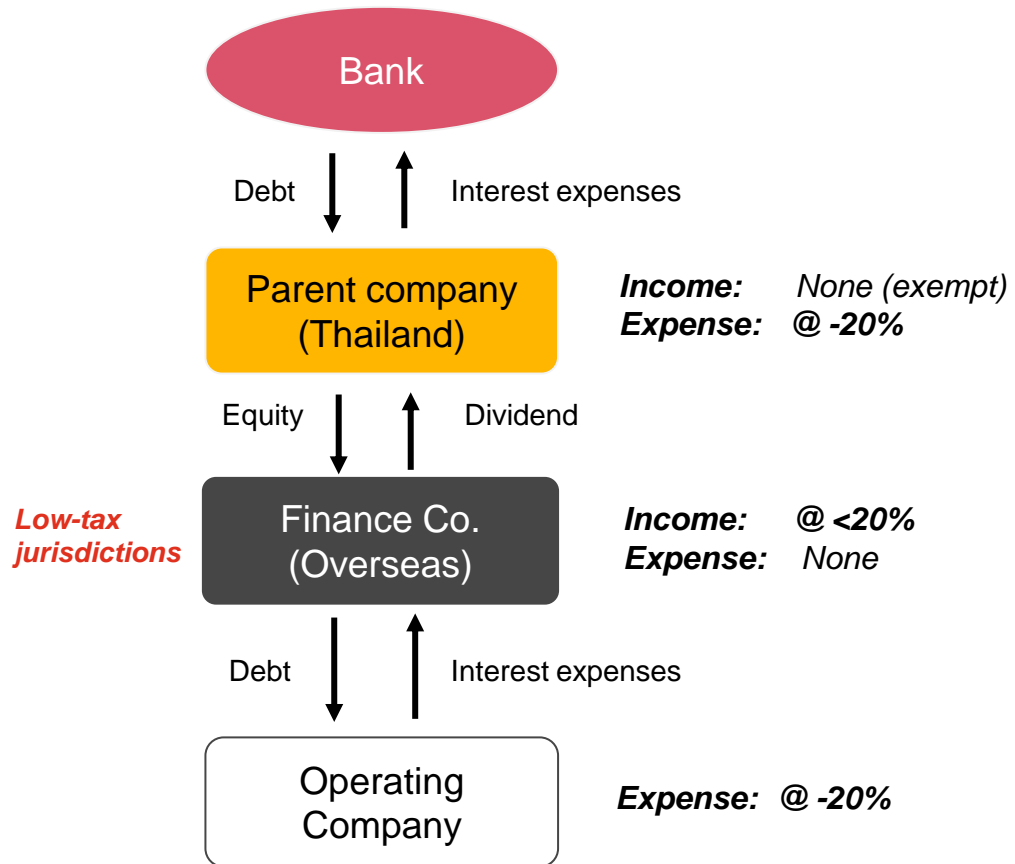 Bank
Debt
Interest expenses
Parent company
(Thailand)
Income: None (exempt)
Expense: @ -20%
Equity
Dividend
Low-tax
jurisdictions
Finance Co.
(Overseas)
Income: @ <20%
Expense: None
Debt
Interest expenses
Operating
Company
Expense: @ -20%